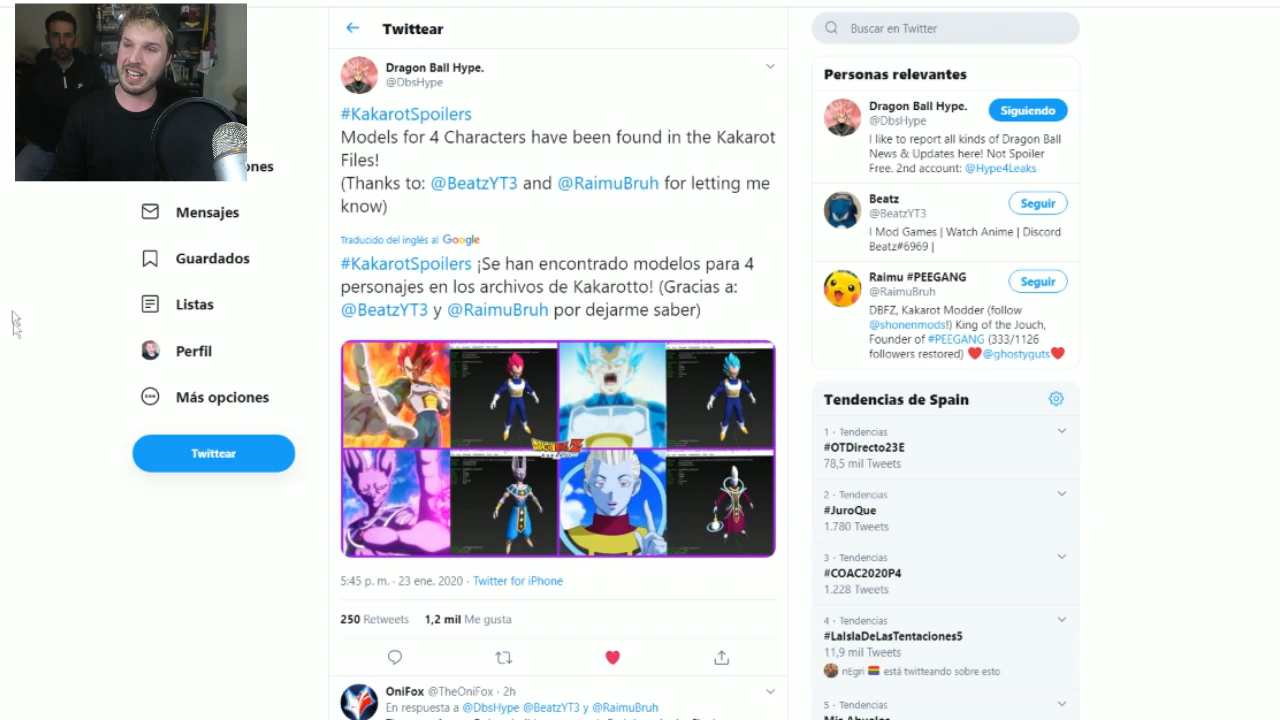 ones
Mensajes
Guardados
Listas
Perfil
Más opciones
Twittear
Twittear
Dragon Ball Hype.
@DbsHype
#KakarotSpoilers
Models for 4 Characters have been found in the Kakarot
Files!
(Thanks to: @BeatzYT3 and @RaimuBruh for letting me
know)
Traducido del inglés al Google
#KakarotSpoilers ¡Se han encontrado modelos para 4
personajes en los archivos de Kakarotto! (Gracias a:
@BeatzYT3 y @RaimuBruh por dejarme saber)
5:45 p. m. · 23 ene. 2020 · Twitter for iPhone
250 Retweets 1,2 mil Me gusta
OniFox @TheOniFox · 2h
En respuesta a @DbsHype @BeatzYT3 y @RaimuBruh
Buscar en Twitter
Personas relevantes
Dragon Ball Hype.
@DbsHype
Siguiendo
I like to report all kinds of Dragon Ball
News & Updates here! Not Spoiler
Free. 2nd account: @Hype4Leaks
Beatz
@BeatzYT3
Seguir
I Mod Games | Watch Anime | Discord
Beatz#6969 |
Raimu #PEEGANG
@RaimuBruh
Seguir
DBFZ, Kakarot Modder (follow
@shonenmods!) King of the Jouch,
Founder of #PEEGANG (333/1126
followers restored) ❤️@ghostyguts❤️
Tendencias de Spain
1 · Tendencias
#OTDirecto23E
78,5 mil Tweets
2 · Tendencias
#JuroQue
1.780 Tweets
3 · Tendencias
#COAC2020P4
1.228 Tweets
4 · Tendencias
#LaIslaDeLasTentaciones5
11,9 mil Tweets
nEgri 🏳️‍🌈 está twitteando sobre esto
5 · Tendencias